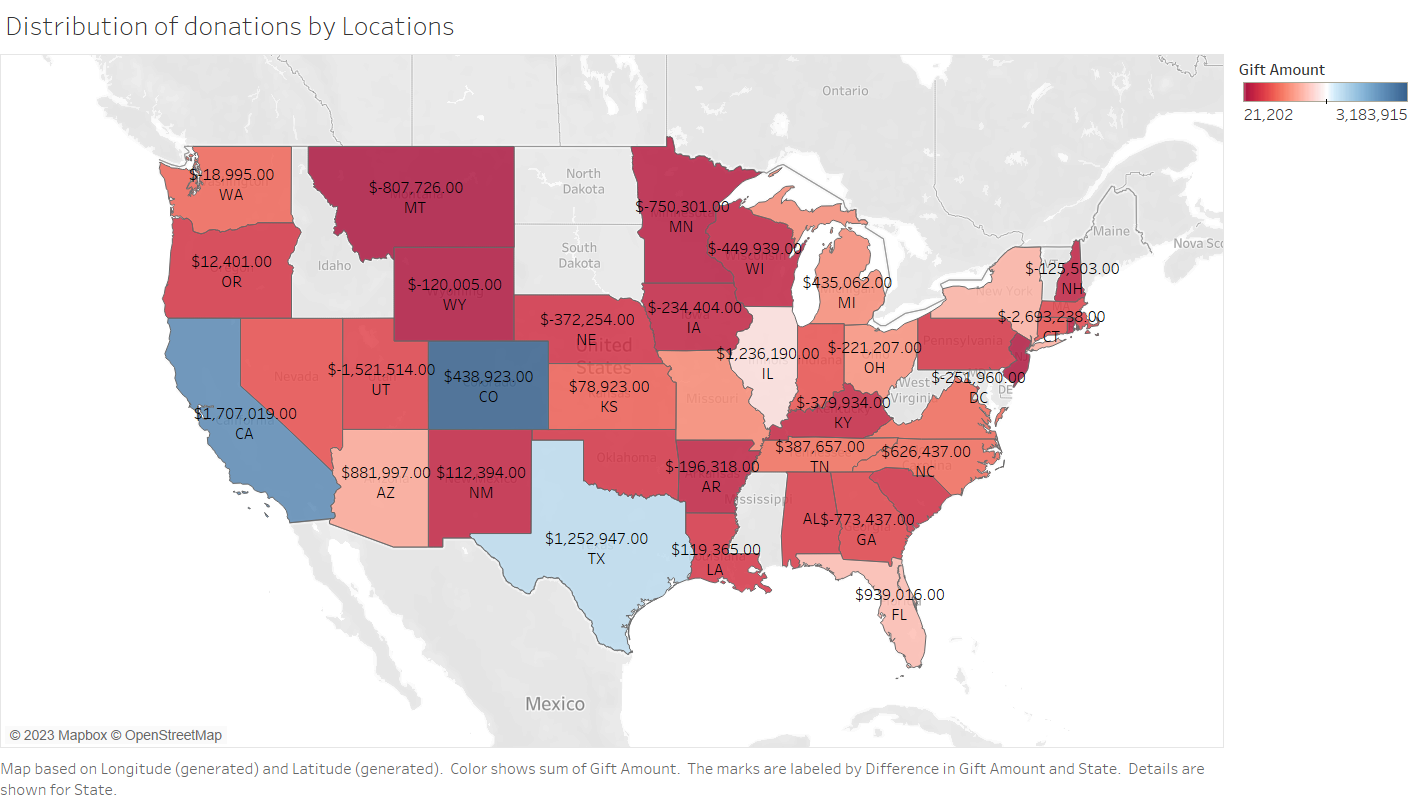 Distribution of donations by Locations
Gift Amount
21,202 3,183,915
Ontario
North
Dakota
$-18,995.00
WA
$-807,726.00
MT
$-750,301.00
MN
Maine
Nova Sco
South
Dakota
$-449,939.00
WI
$12,401.00
OR
Idaho
$-120,005.00
WY
$435,062.00
MI
$-125,503.00
NH
VT
New York
$-234,404.00
IA
$-372,254.00
NE
$-2,693,238.00
CT
United
States
$1,236,190.00
IL
$-221,207.00
OH
Pennsylvania
Nevada
$-1,521,514.00
UT
$438,923.00
CO
$78,923.00
KS
Missouri
West
Virginia
$-251,960.00
DC
DE
$-379,934.00
KY
$1,707,019.00
CA
$387,657.00
TN
$626,437.00
NC
$881,997.00
AZ
$112,394.00
NM
Oklahoma
$-196,318.00
AR
Mississippi
AL
$-773,437.00
GA
$1,252,947.00
TX
$119,365.00
LA
$939,016.00
FL
Mexico
© 2023 Mapbox © OpenStreetMap
Map based on Longitude (generated) and Latitude (generated).  Color shows sum of Gift Amount.  The marks are labeled by Difference in Gift Amount and State.  Details are
shown for State.